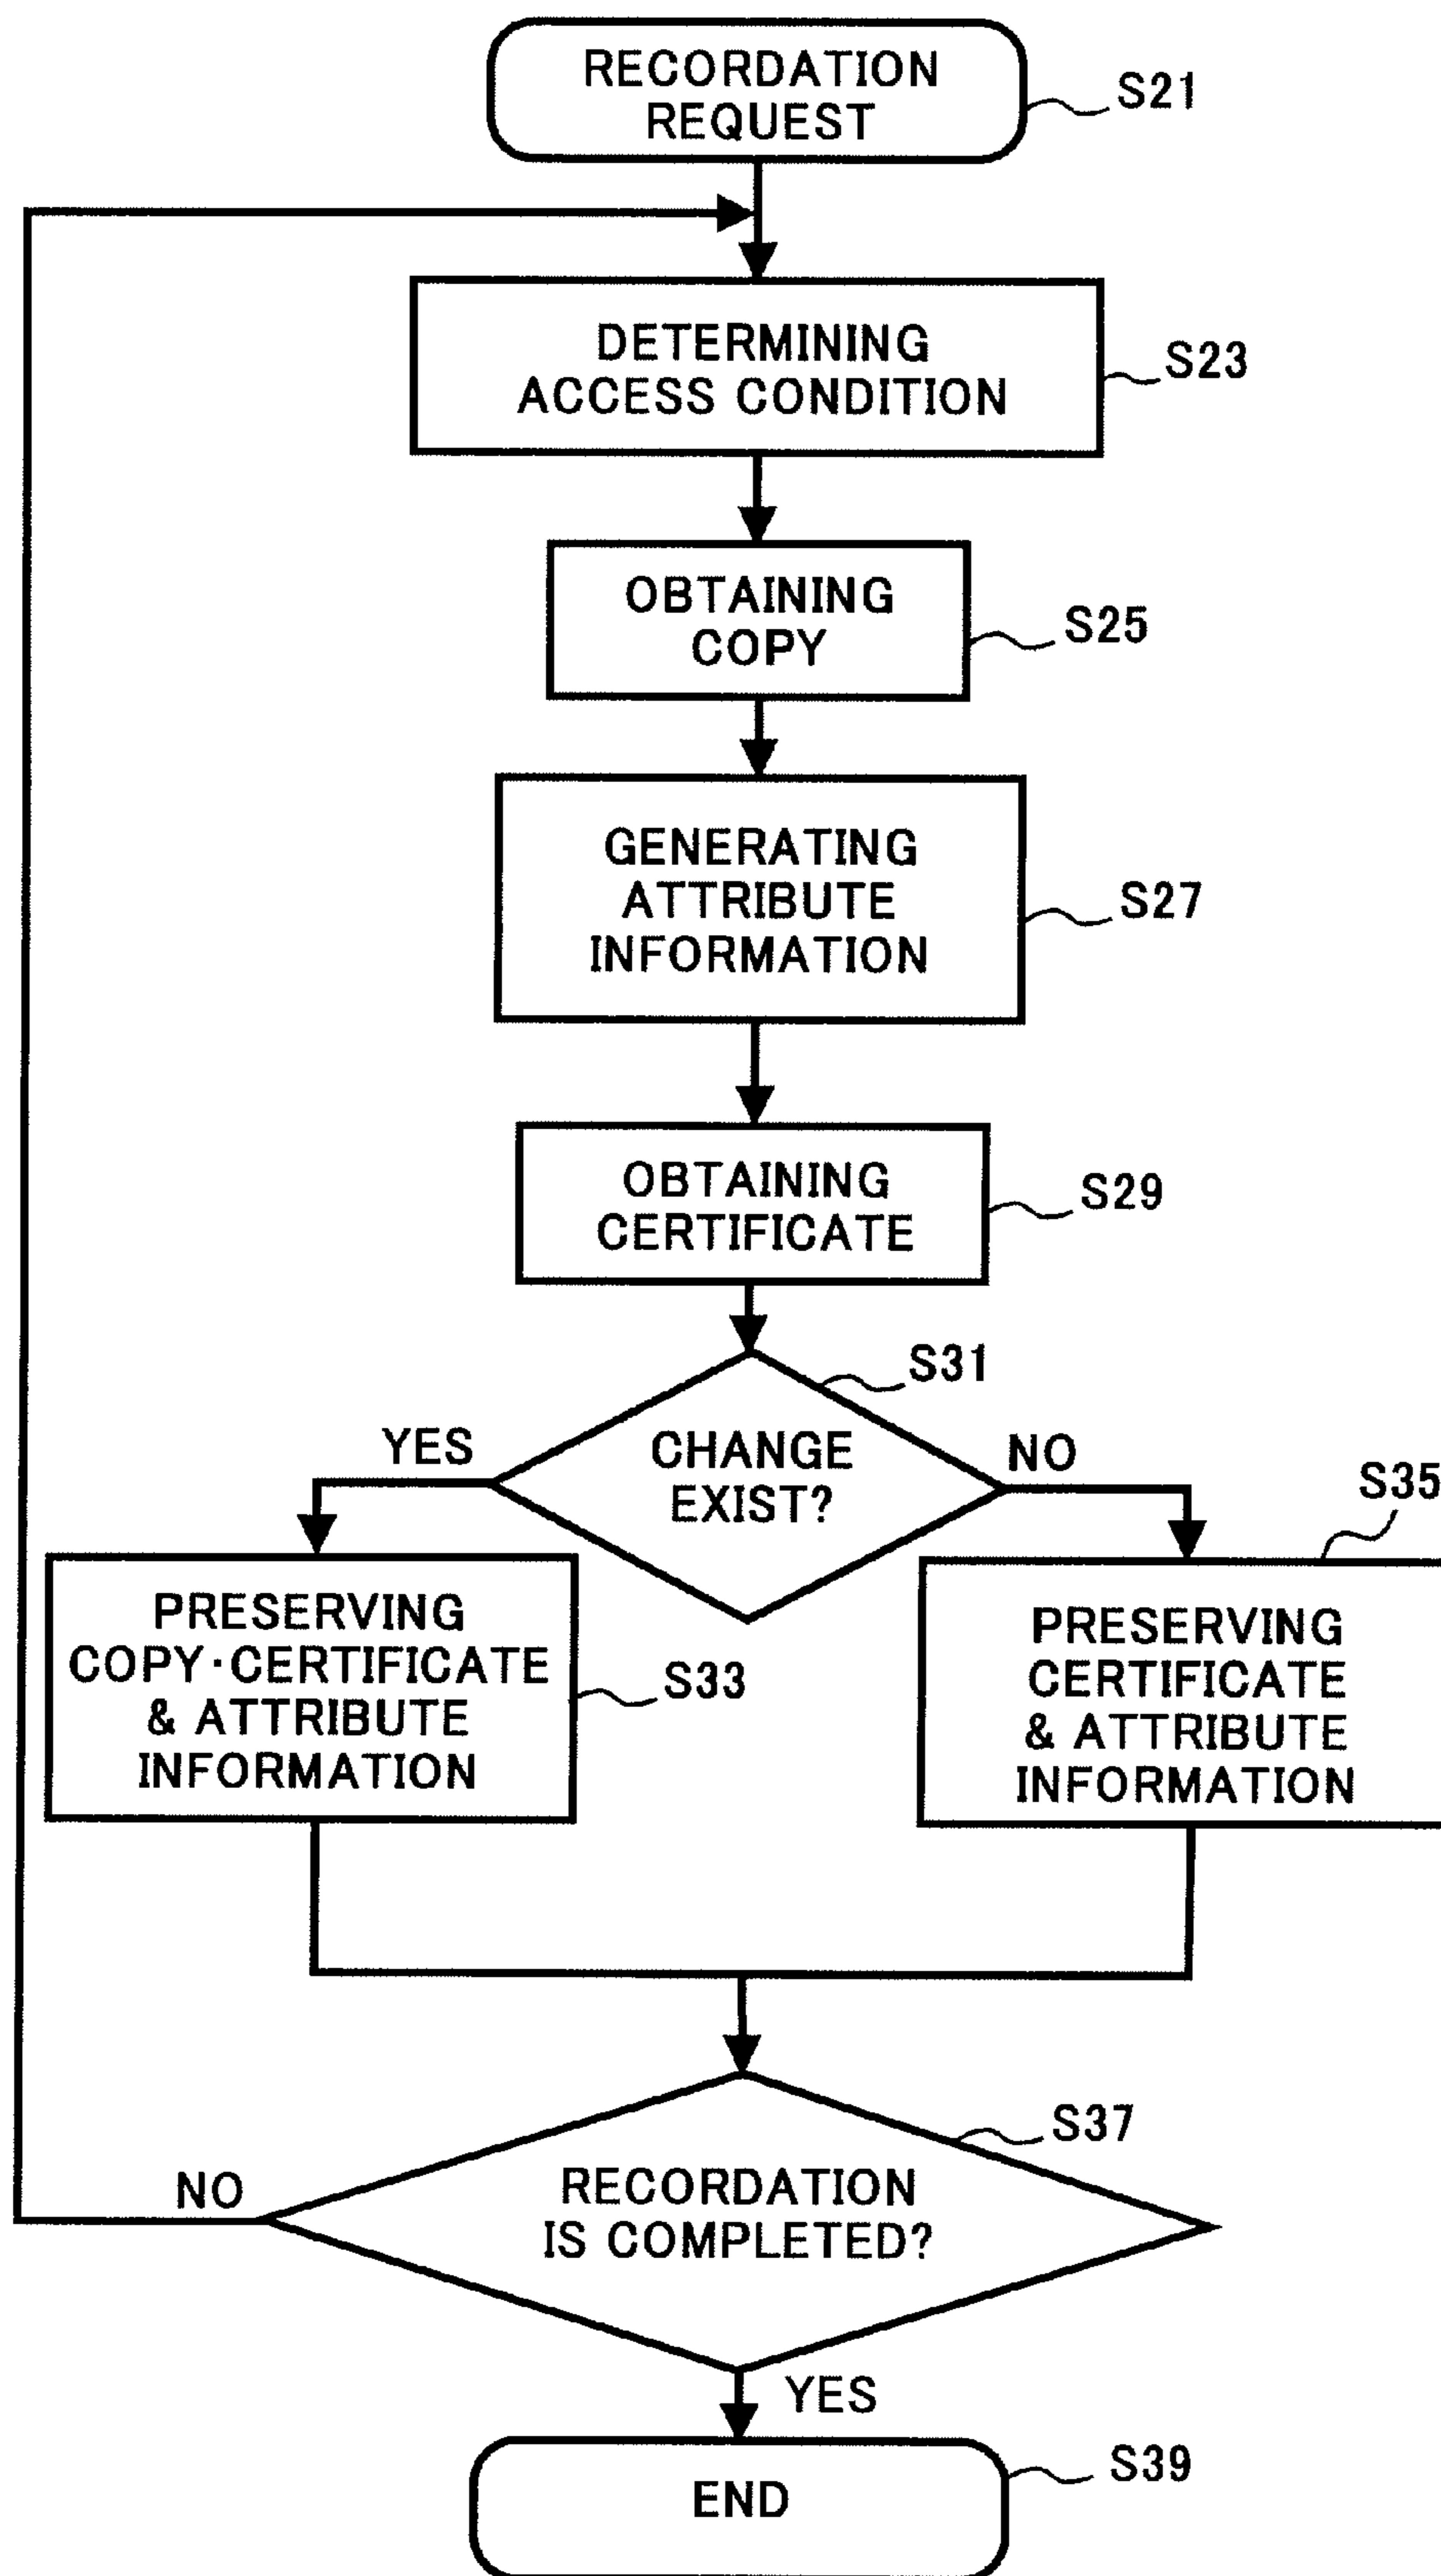 RECORDATION
REQUEST
S21
DETERMINING
ACCESS CONDITION
S23
OBTAINING
COPY
S25
GENERATING
ATTRIBUTE
INFORMATION
S27
OBTAINING
CERTIFICATE
S29
S31
YES
CHANGE
EXIST?
NO
S35
PRESERVING
COPY·CERTIFICATE
& ATTRIBUTE
INFORMATION
S33
PRESERVING
CERTIFICATE
& ATTRIBUTE
INFORMATION
S37
NO
RECORDATION
IS COMPLETED?
YES
END
S39